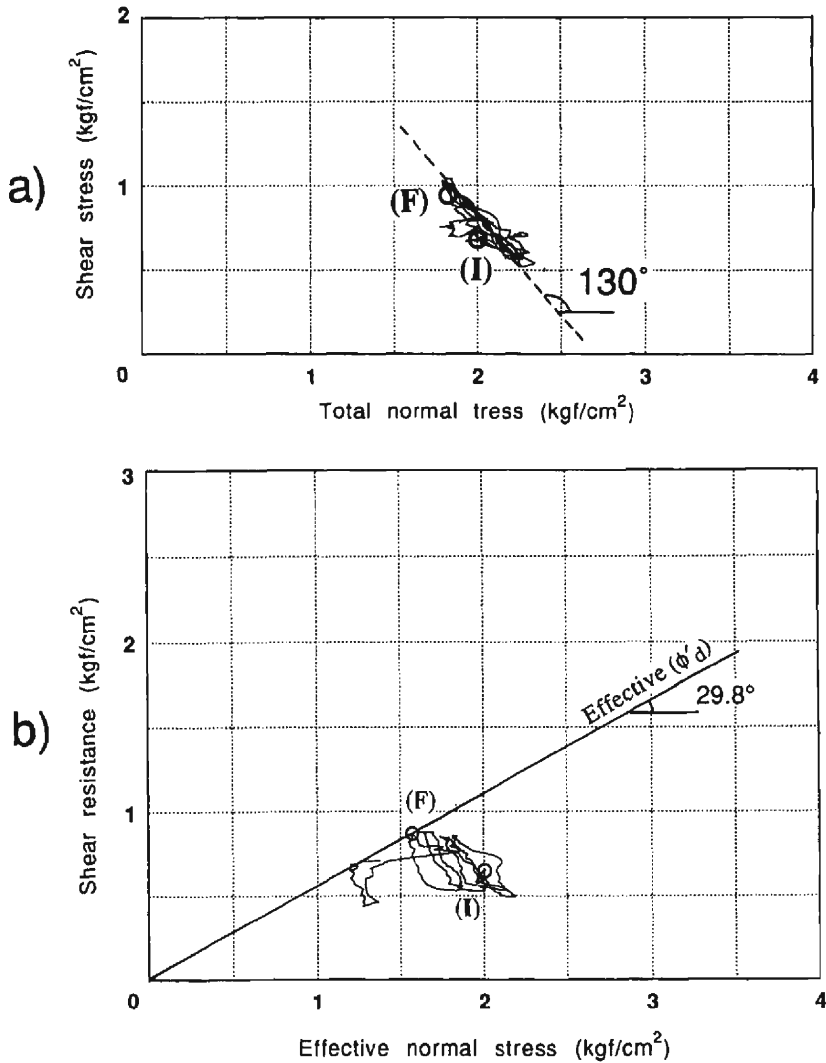 a)
Shear stress (kgf/cm²)
2
1
0
(F)
(I)
130°
1 2 3 4
Total normal tress (kgf/cm²)
b)
Shear resistance (kgf/cm²)
3
2
1
0
Effective (ϕ'd)
29.8°
(F)
(I)
1 2 3 4
Effective normal stress (kgf/cm²)